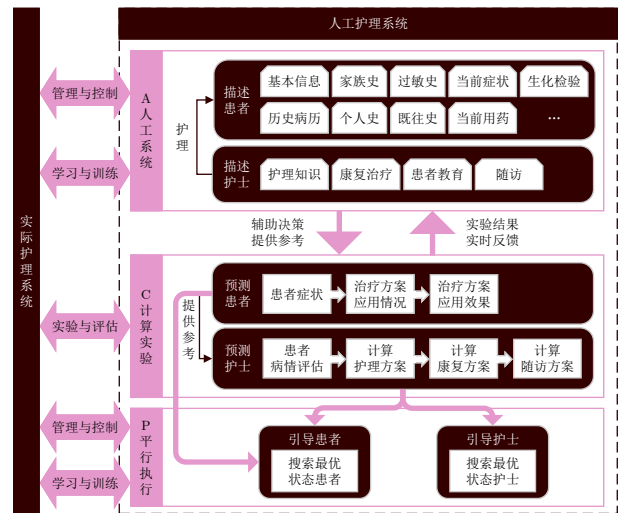 人工护理系统
实际护理系统
管理与控制
学习与训练
实验与评估
管理与控制
学习与训练
A人工系统
护理
描述
患者
基本信息
家族史
过敏史
当前症状
生化检验
历史病历
个人史
既往史
当前用药
…
描述
护士
护理知识
康复治疗
患者教育
随访
辅助决策
提供参考
实验结果
实时反馈
C计算实验
提供参考
预测
患者
患者症状
治疗方案
应用情况
治疗方案
应用效果
预测
护士
患者
病情评估
计算
护理方案
计算
康复方案
计算
随访方案
P平行执行
引导患者
搜索最优
状态患者
引导护士
搜索最优
状态护士